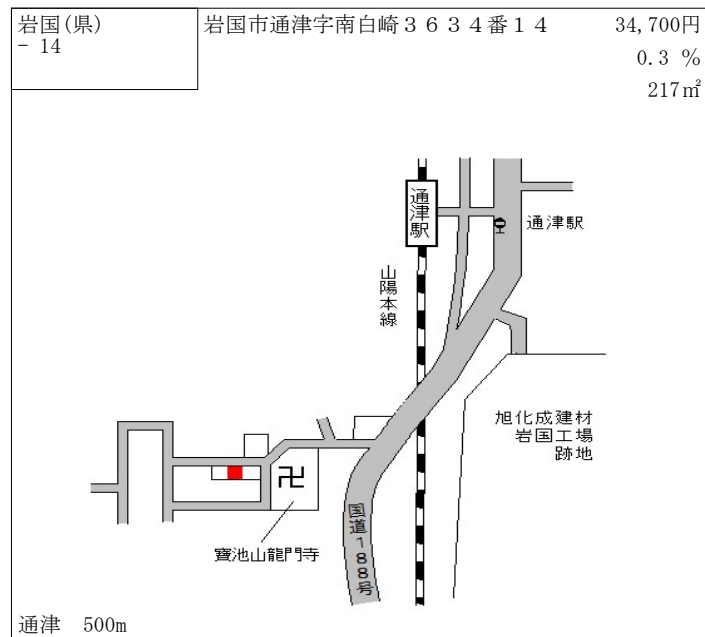 岩国(県)
- 14
岩国市通津字南白崎３６３４番１４
34,700円
0.3 %
217㎡
通津駅
通津駅
山陽本線
旭化成建材
岩国工場
跡地
卍
寶池山龍門寺
国道１８８号
通津 500m